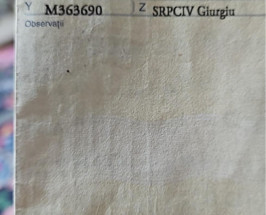 Y M363690 Z SRPCIV Giurgiu
Observații